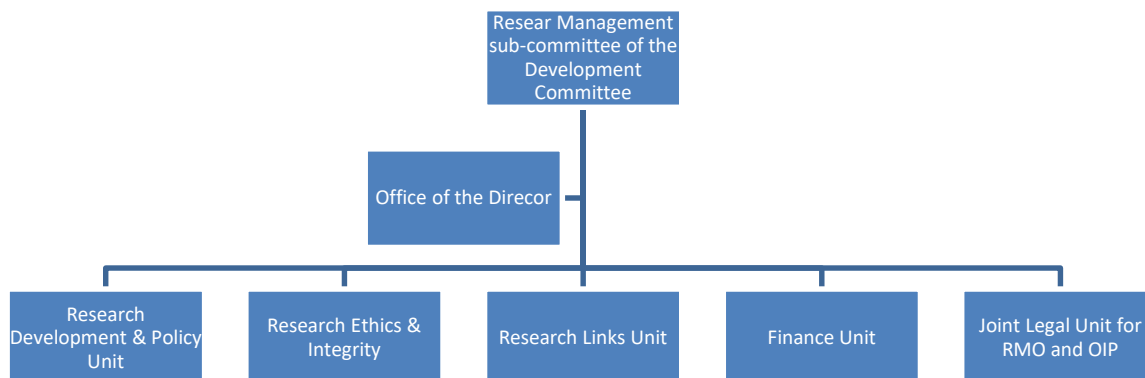 Resear Management
sub-committee of the
Development
Committee
Office of the Direcor
Research
Development & Policy
Unit
Research Ethics &
Integrity
Research Links Unit
Finance Unit
Joint Legal Unit for
RMO and OIP